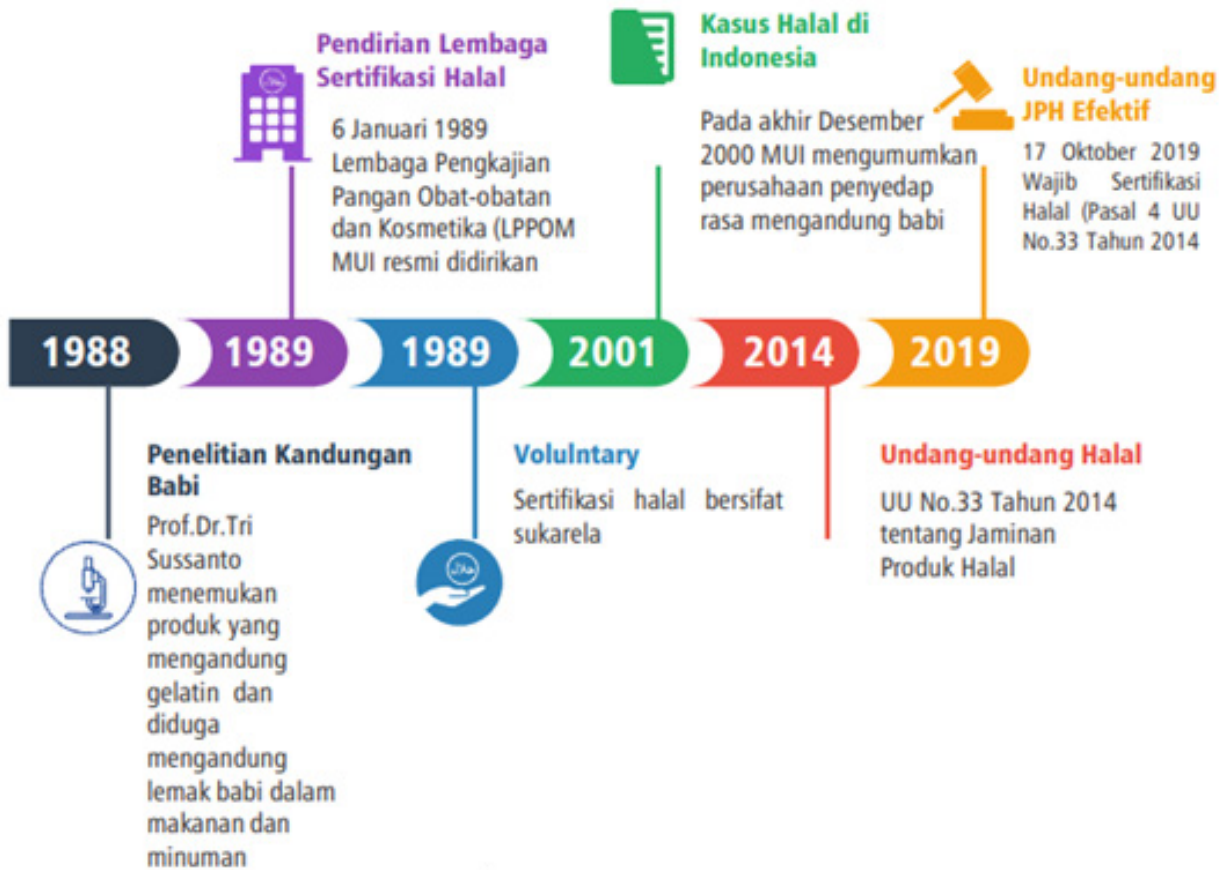 Pendirian Lembaga
Sertifikasi Halal
6 Januari 1989
Lembaga Pengkajian
Pangan Obat-obatan
dan Kosmetika (LPPOM
MUI resmi didirikan
Kasus Halal di
Indonesia
Pada akhir Desember
2000 MUI mengumumkan
perusahaan penyedap
rasa mengandung babi
Undang-undang
JPH Efektif
17 Oktober 2019
Wajib Sertifikasi
Halal (Pasal 4 UU
No.33 Tahun 2014
1988
1989
1989
2001
2014
2019
Penelitian Kandungan
Babi
Prof.Dr.Tri
Sussanto
menemukan
produk yang
mengandung
gelatin dan
diduga
mengandung
lemak babi dalam
makanan dan
minuman
Volulntary
Sertifikasi halal bersifat
sukarela
حلال
Undang-undang Halal
UU No.33 Tahun 2014
tentang Jaminan
Produk Halal